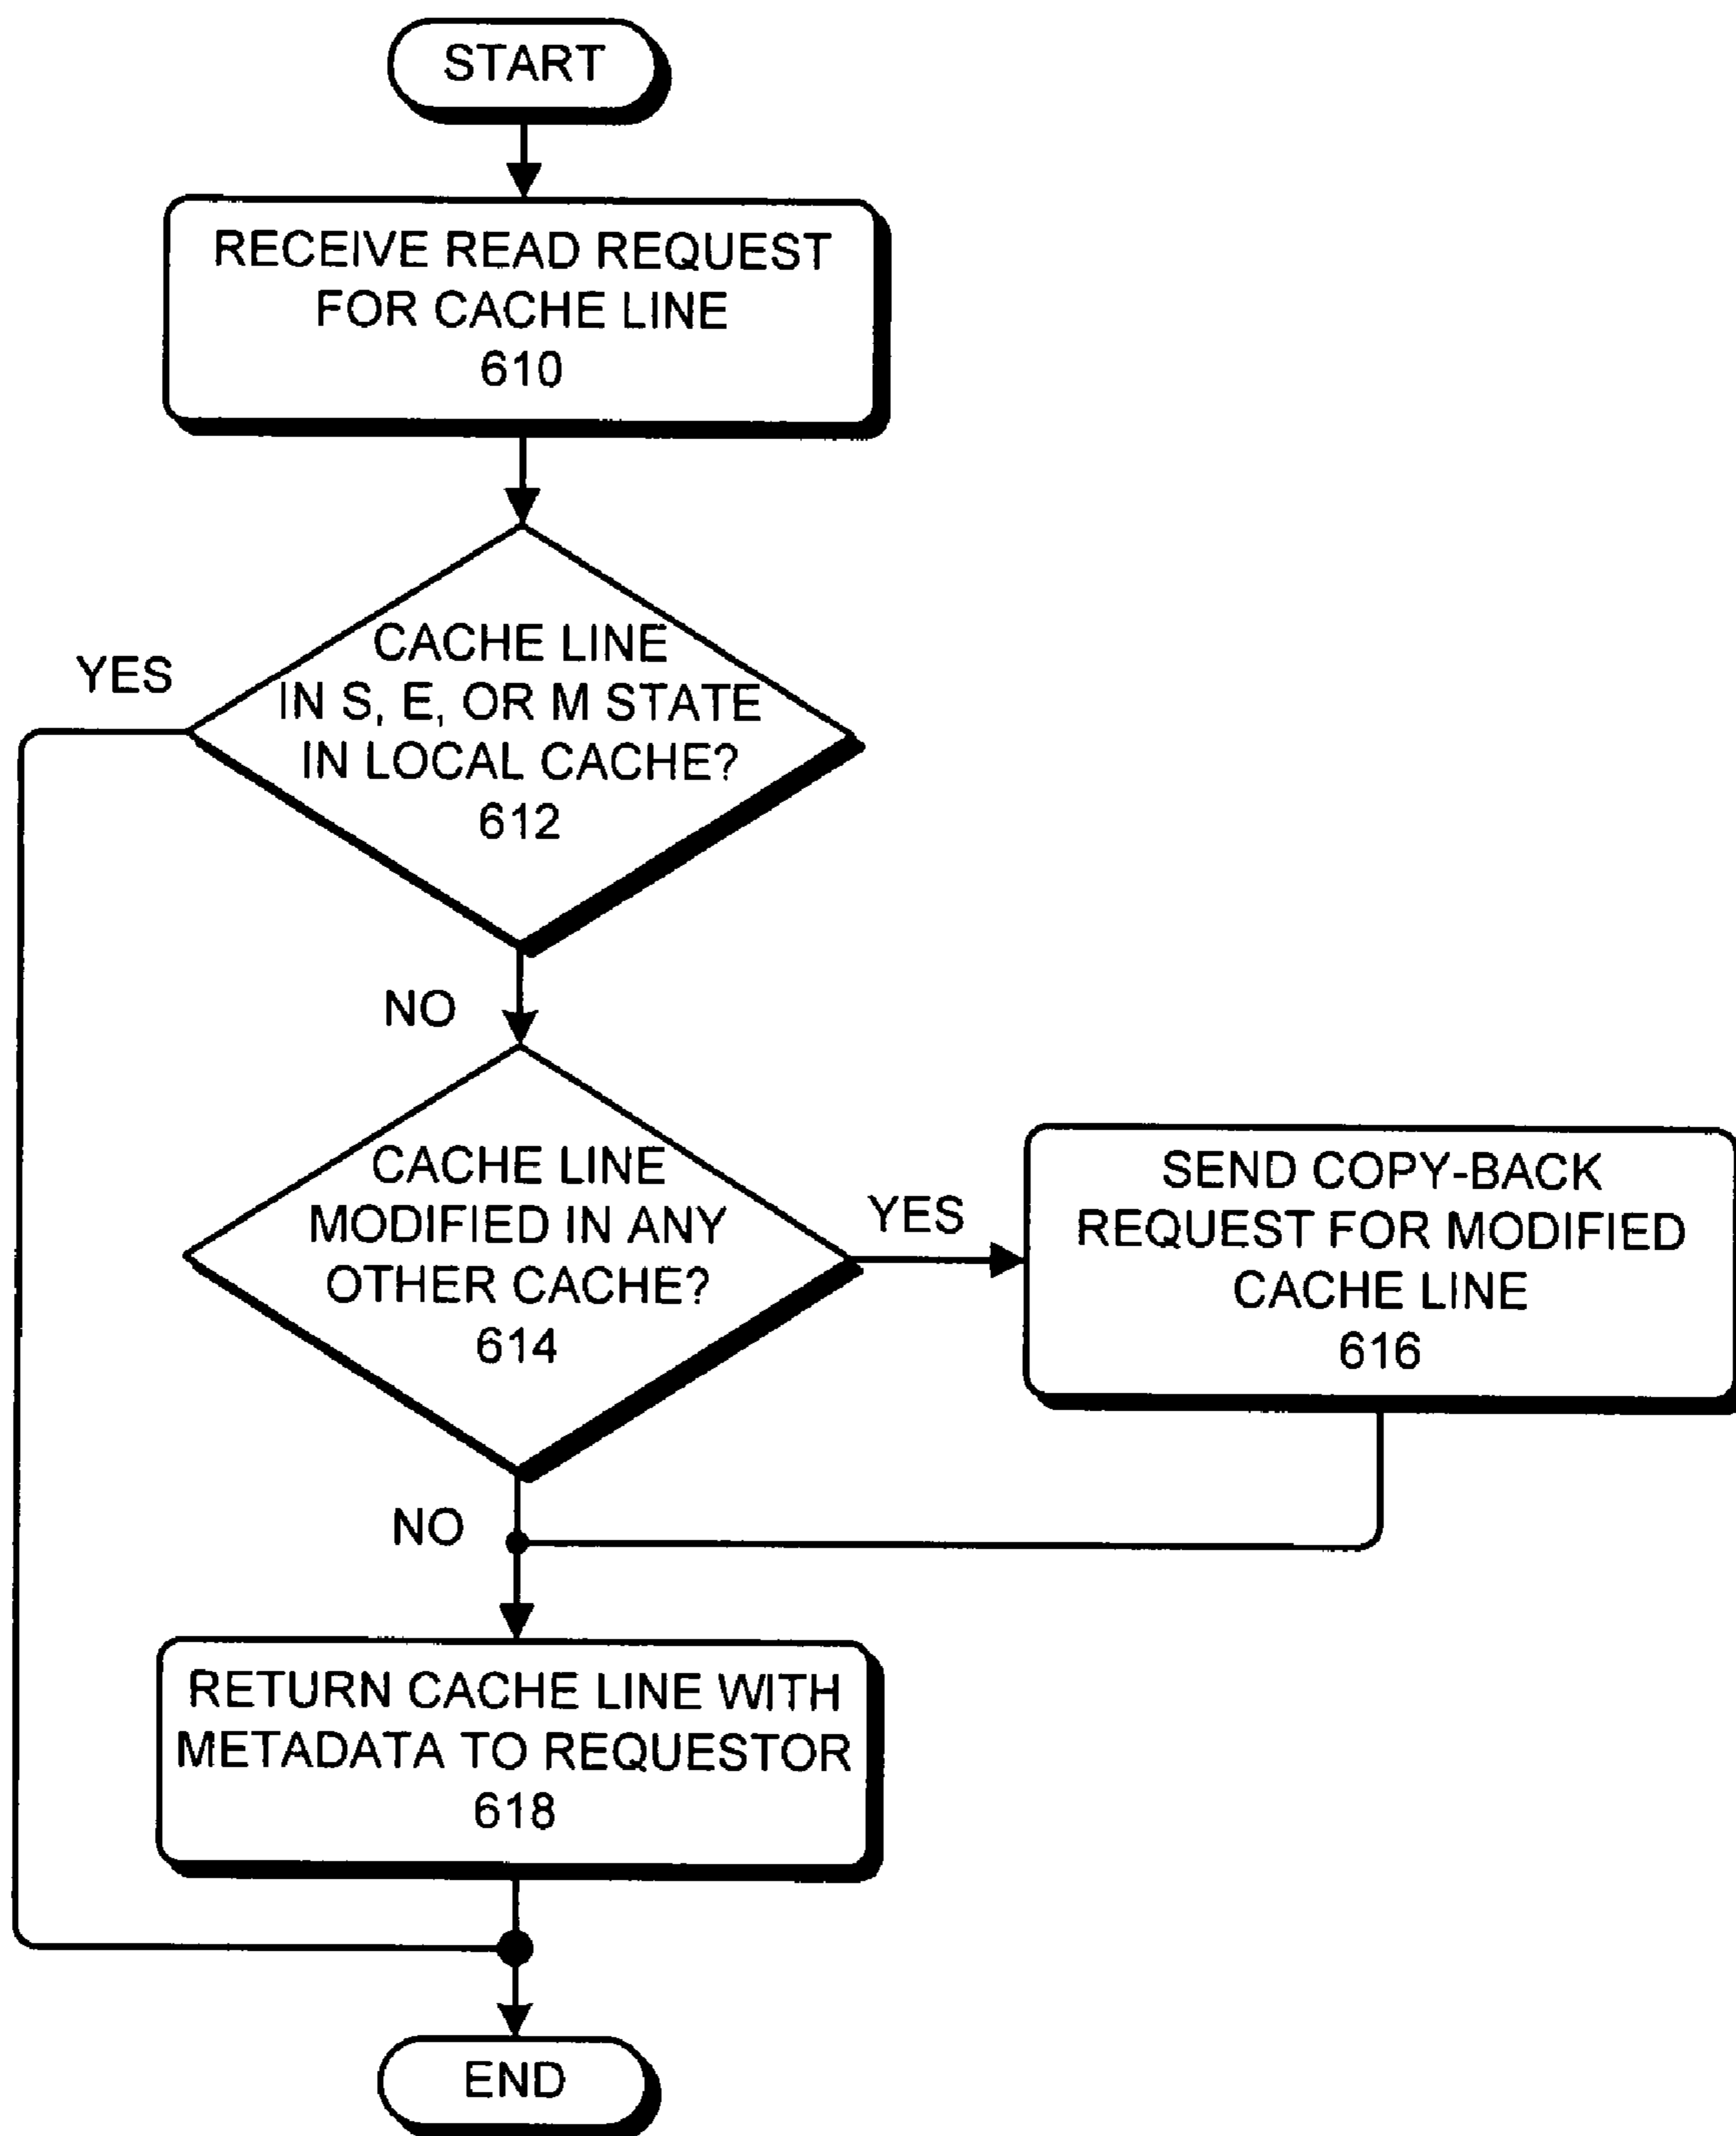 START
RECEIVE READ REQUEST
FOR CACHE LINE
610
CACHE LINE
IN S, E, OR M STATE
IN LOCAL CACHE?
612
YES
NO
CACHE LINE
MODIFIED IN ANY
OTHER CACHE?
614
YES
SEND COPY-BACK
REQUEST FOR MODIFIED
CACHE LINE
616
NO
RETURN CACHE LINE WITH
METADATA TO REQUESTOR
618
END